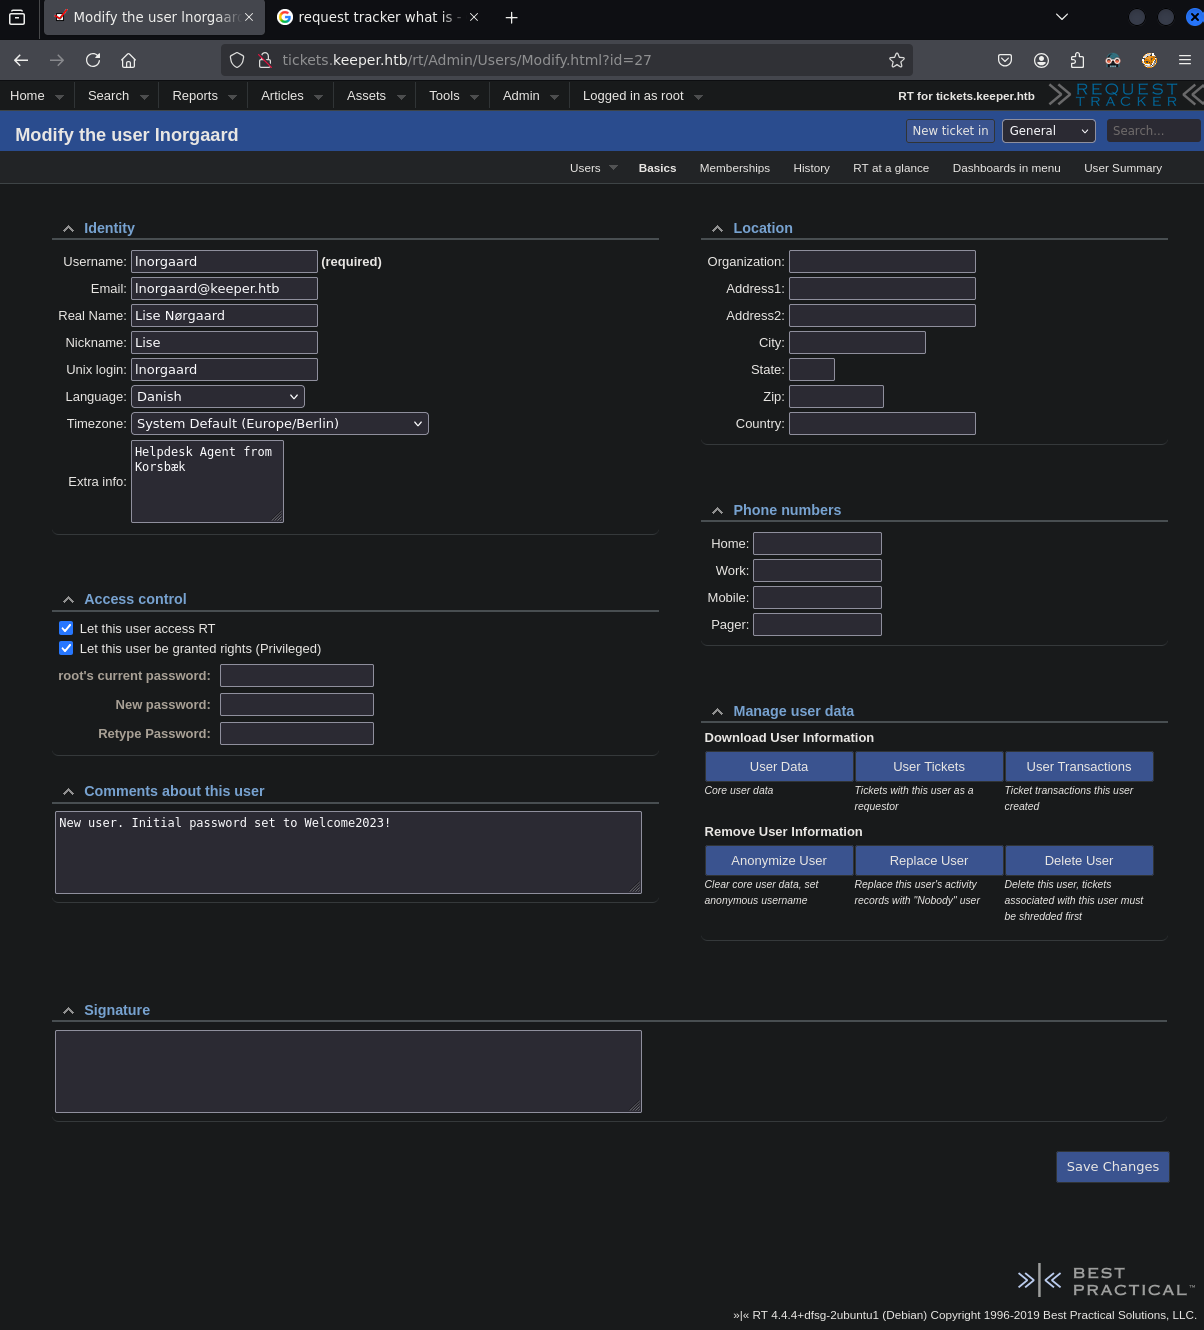 Modify the user lnorgaard
request tracker what is -
tickets.keeper.htb/rt/Admin/Users/Modify.html?id=27
Home Search Reports Articles Assets Tools Admin Logged in as root
RT for tickets.keeper.htb
REQUEST
TRACKER
Modify the user lnorgaard
New ticket in General Search...
Users Basics Memberships History RT at a glance Dashboards in menu User Summary
Identity
Username: lnorgaard (required)
Email: lnorgaard@keeper.htb
Real Name: Lise Nørgaard
Nickname: Lise
Unix login: lnorgaard
Language: Danish
Timezone: System Default (Europe/Berlin)
Extra info: Helpdesk Agent from
Korsbæk
Access control
Let this user access RT
Let this user be granted rights (Privileged)
root's current password:
New password:
Retype Password:
Comments about this user
New user. Initial password set to Welcome2023!
Location
Organization:
Address1:
Address2:
City:
State:
Zip:
Country:
Phone numbers
Home:
Work:
Mobile:
Pager:
Manage user data
Download User Information
User Data User Tickets User Transactions
Core user data
Tickets with this user as a
requestor
Ticket transactions this user
created
Remove User Information
Anonymize User Replace User Delete User
Clear core user data, set
anonymous username
Replace this user's activity
records with "Nobody" user
Delete this user, tickets
associated with this user must
be shredded first
Signature
Save Changes
BEST
PRACTICAL™
»|« RT 4.4.4+dfsg-2ubuntu1 (Debian) Copyright 1996-2019 Best Practical Solutions, LLC.